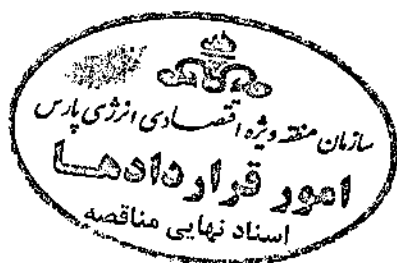 سازمان منطقه ویژه اقتصادی انرژی پارس
امور قراردادها
اسناد نهایی مناقصه